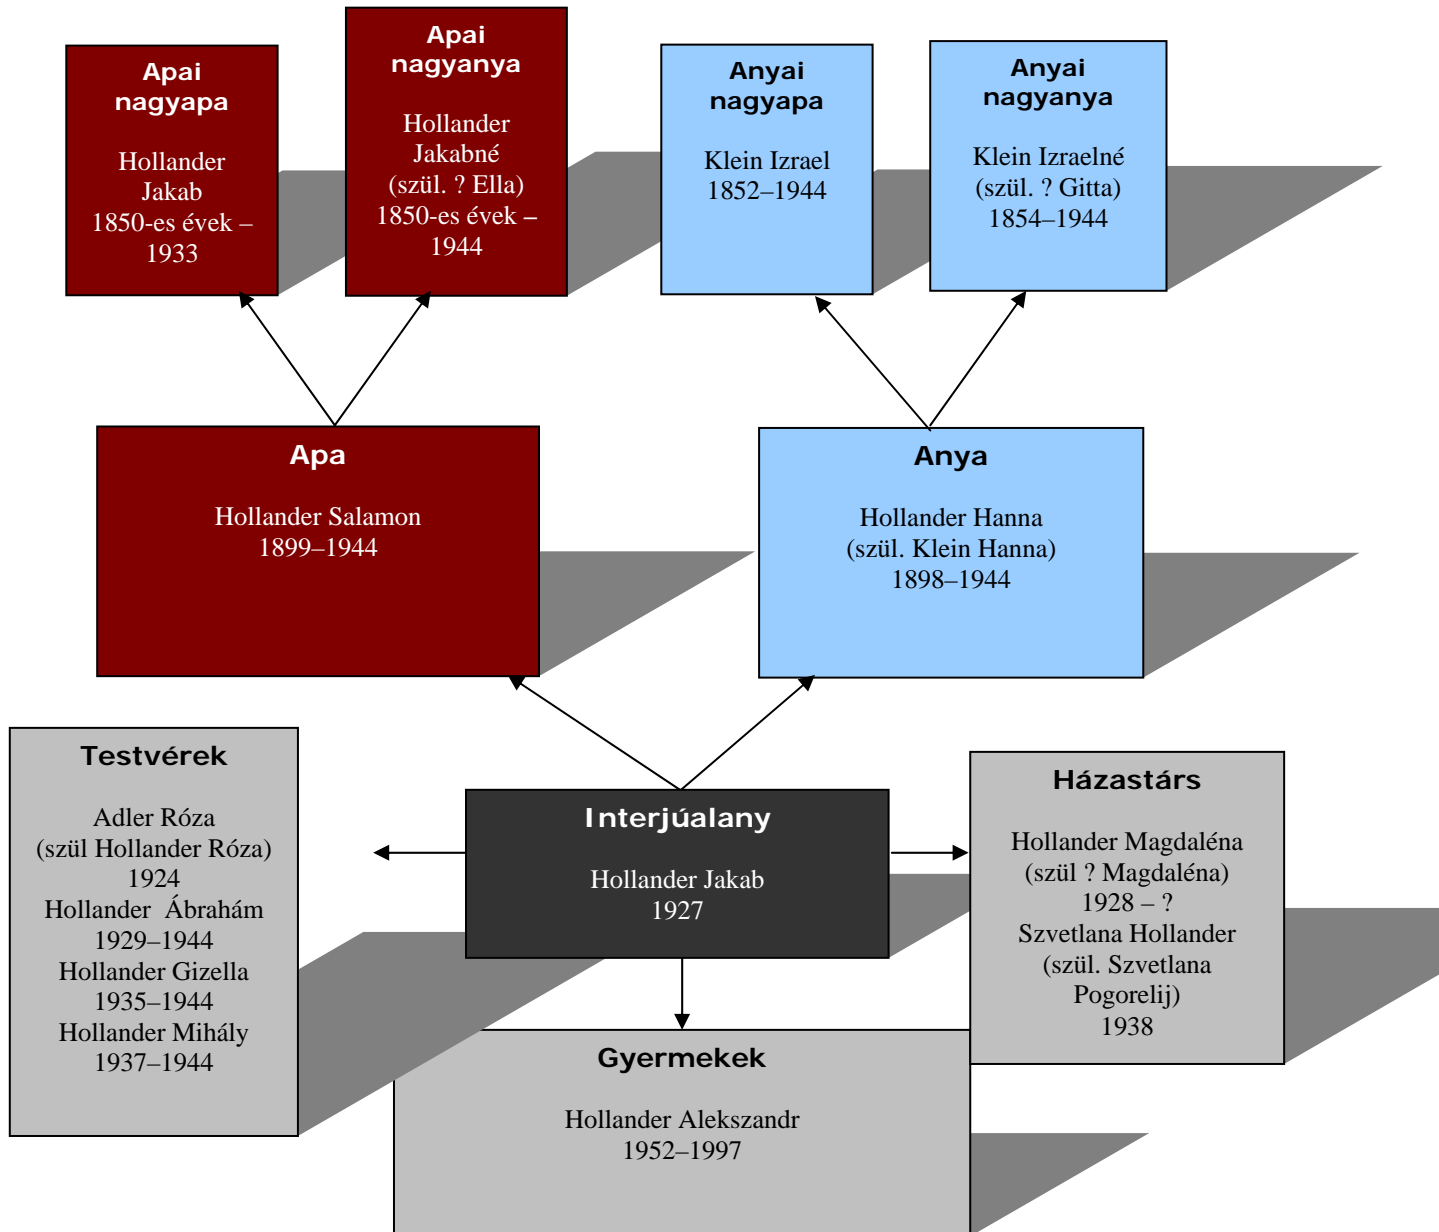 Apai
nagyapa
Hollander
Jakab
1850-es évek –
1933
Apai
nagyanya
Hollander
Jakabné
(szül. ? Ella)
1850-es évek –
1944
Anyai
nagyapa
Klein Izrael
1852–1944
Anyai
nagyanya
Klein Izraelné
(szül. ? Gitta)
1854–1944
Apa
Hollander Salamon
1899–1944
Anya
Hollander Hanna
(szül. Klein Hanna)
1898–1944
Testvérek
Adler Róza
(szül Hollander Róza)
1924
Hollander Ábrahám
1929–1944
Hollander Gizella
1935–1944
Hollander Mihály
1937–1944
Interjúalany
Hollander Jakab
1927
Házastárs
Hollander Magdaléna
(szül ? Magdaléna)
1928 – ?
Szvetlana Hollander
(szül. Szvetlana
Pogorelij)
1938
Gyermekek
Hollander Alekszandr
1952–1997